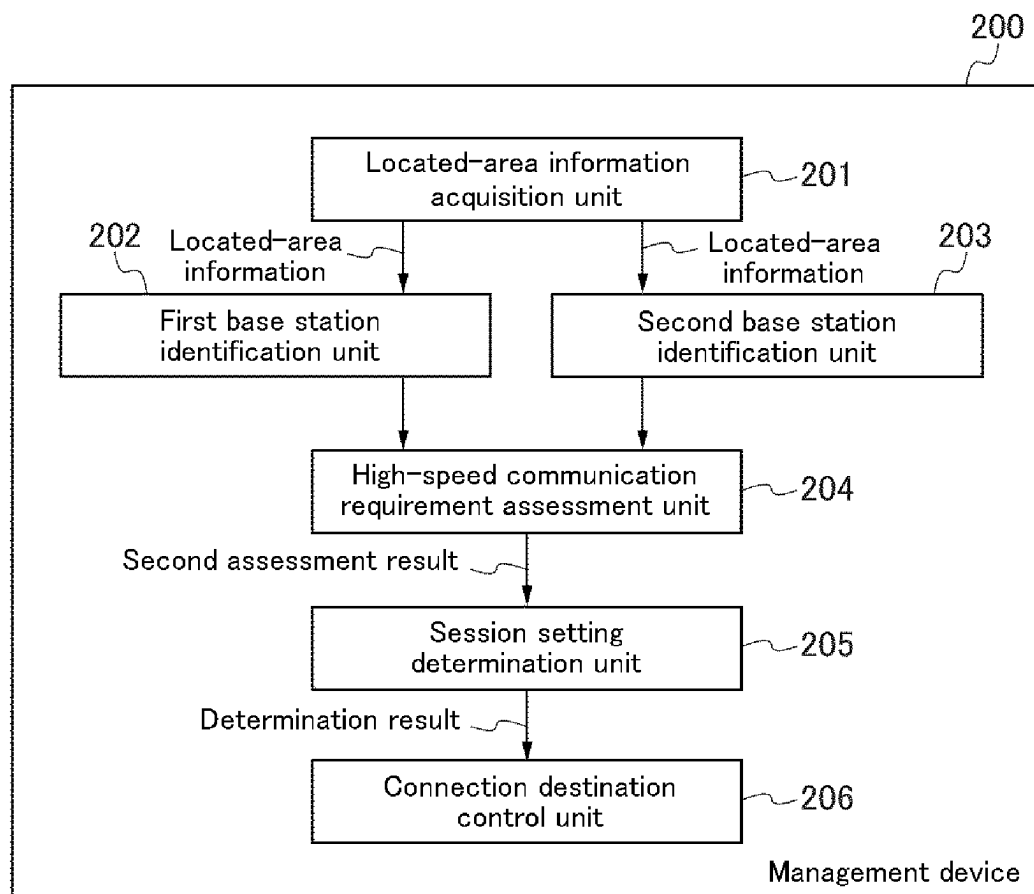 200
Located-area information
acquisition unit
201
202
Located-area
information
Located-area
information
203
First base station
identification unit
Second base station
identification unit
High-speed communication
requirement assessment unit
204
Second assessment result
Session setting
determination unit
205
Determination result
Connection destination
control unit
206
Management device